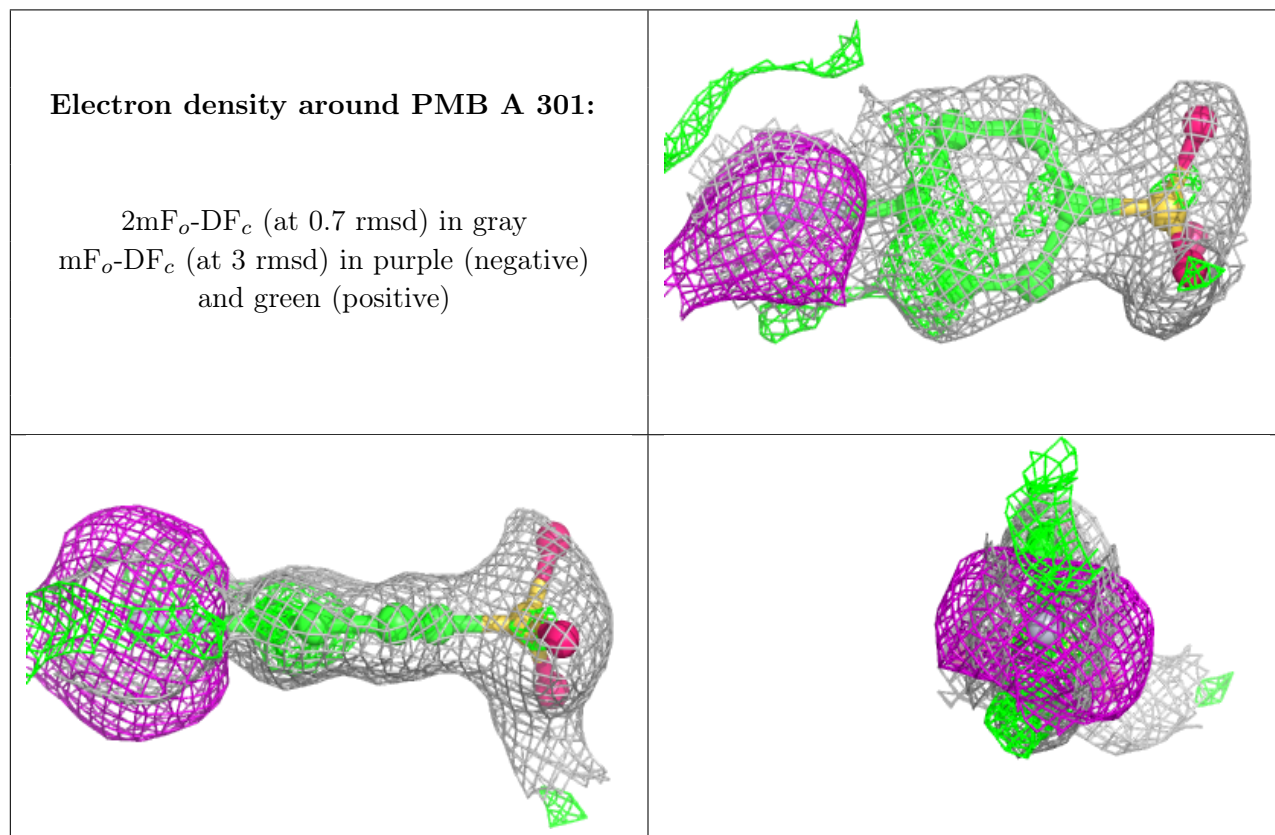 Electron density around PMB A 301:
2mFo-DFc (at 0.7 rmsd) in gray
mFo-DFc (at 3 rmsd) in purple (negative)
and green (positive)